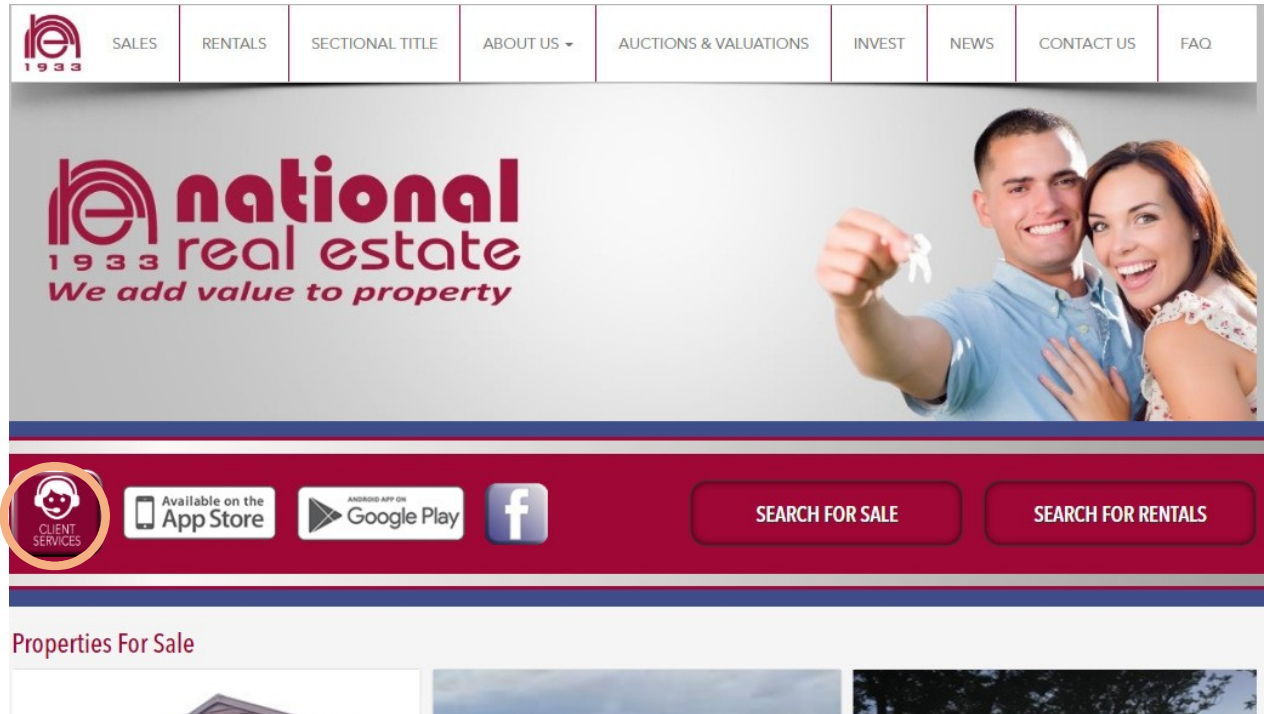 1933
SALES
RENTALS
SECTIONAL TITLE
ABOUT US
AUCTIONS & VALUATIONS
INVEST
NEWS
CONTACT US
FAQ
national
1933 real estate
We add value to property
CLIENT
SERVICES
Available on the
App Store
ANDROID APP ON
Google Play
f
SEARCH FOR SALE
SEARCH FOR RENTALS
Properties For Sale